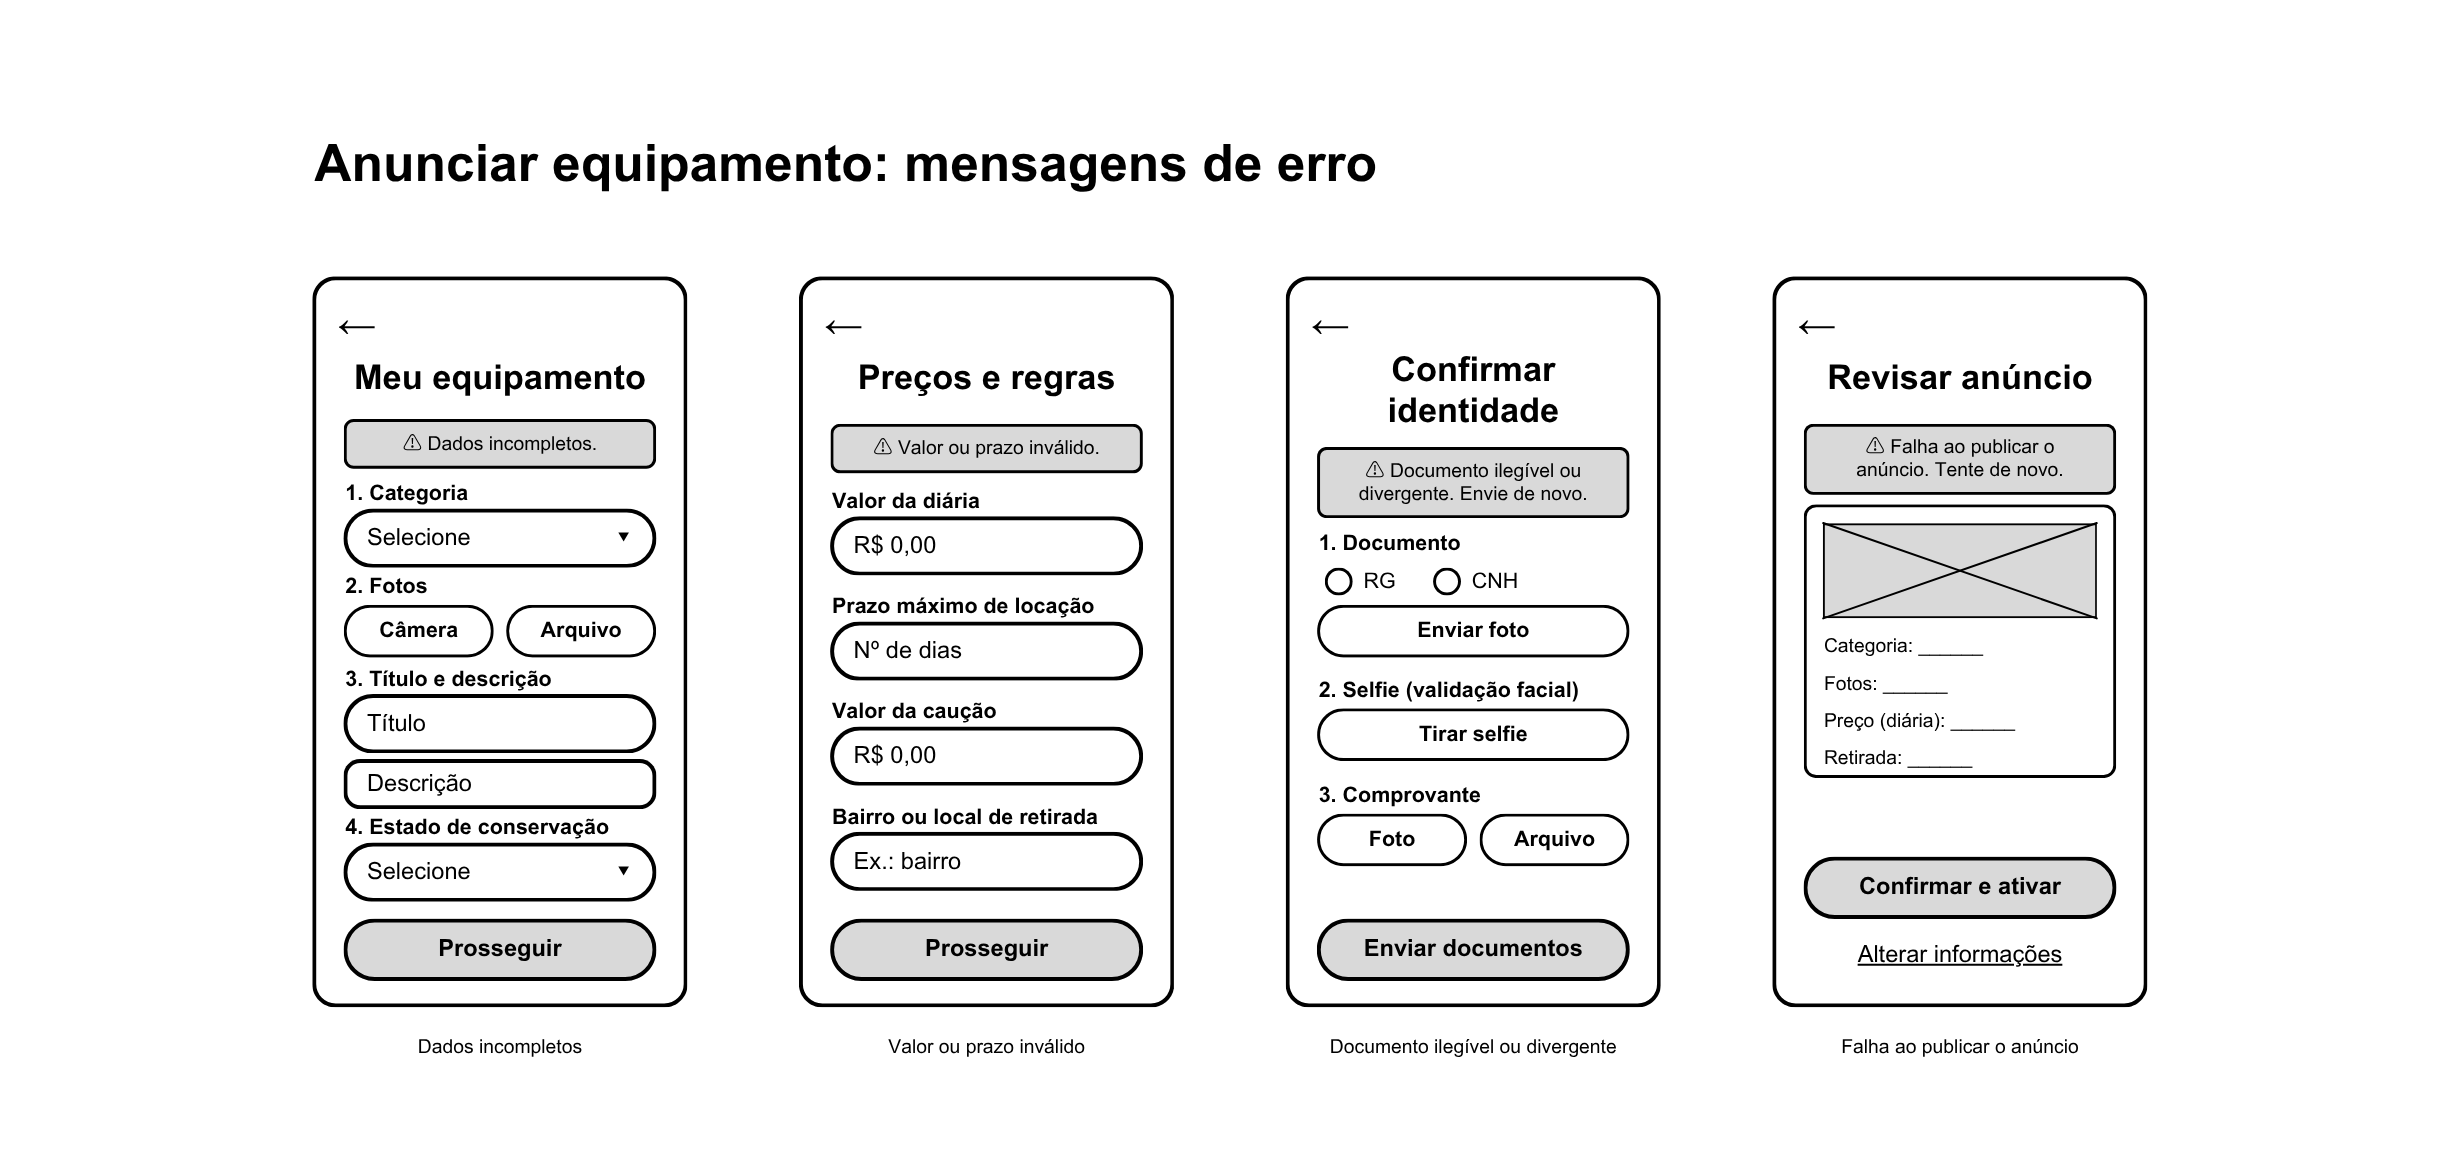 Anunciar equipamento: mensagens de erro
←
Meu equipamento
⚠ Dados incompletos.
1. Categoria
Selecione ▼
2. Fotos
Câmera Arquivo
3. Título e descrição
Título
Descrição
4. Estado de conservação
Selecione ▼
Prosseguir
Dados incompletos
←
Preços e regras
⚠ Valor ou prazo inválido.
Valor da diária
R$ 0,00
Prazo máximo de locação
Nº de dias
Valor da caução
R$ 0,00
Bairro ou local de retirada
Ex.: bairro
Prosseguir
Valor ou prazo inválido
←
Confirmar
identidade
⚠ Documento ilegível ou
divergente. Envie de novo.
1. Documento
RG CNH
Enviar foto
2. Selfie (validação facial)
Tirar selfie
3. Comprovante
Foto Arquivo
Enviar documentos
Documento ilegível ou divergente
←
Revisar anúncio
⚠ Falha ao publicar o
anúncio. Tente de novo.
Categoria: ______
Fotos: ______
Preço (diária): ______
Retirada: ______
Confirmar e ativar
Alterar informações
Falha ao publicar o anúncio